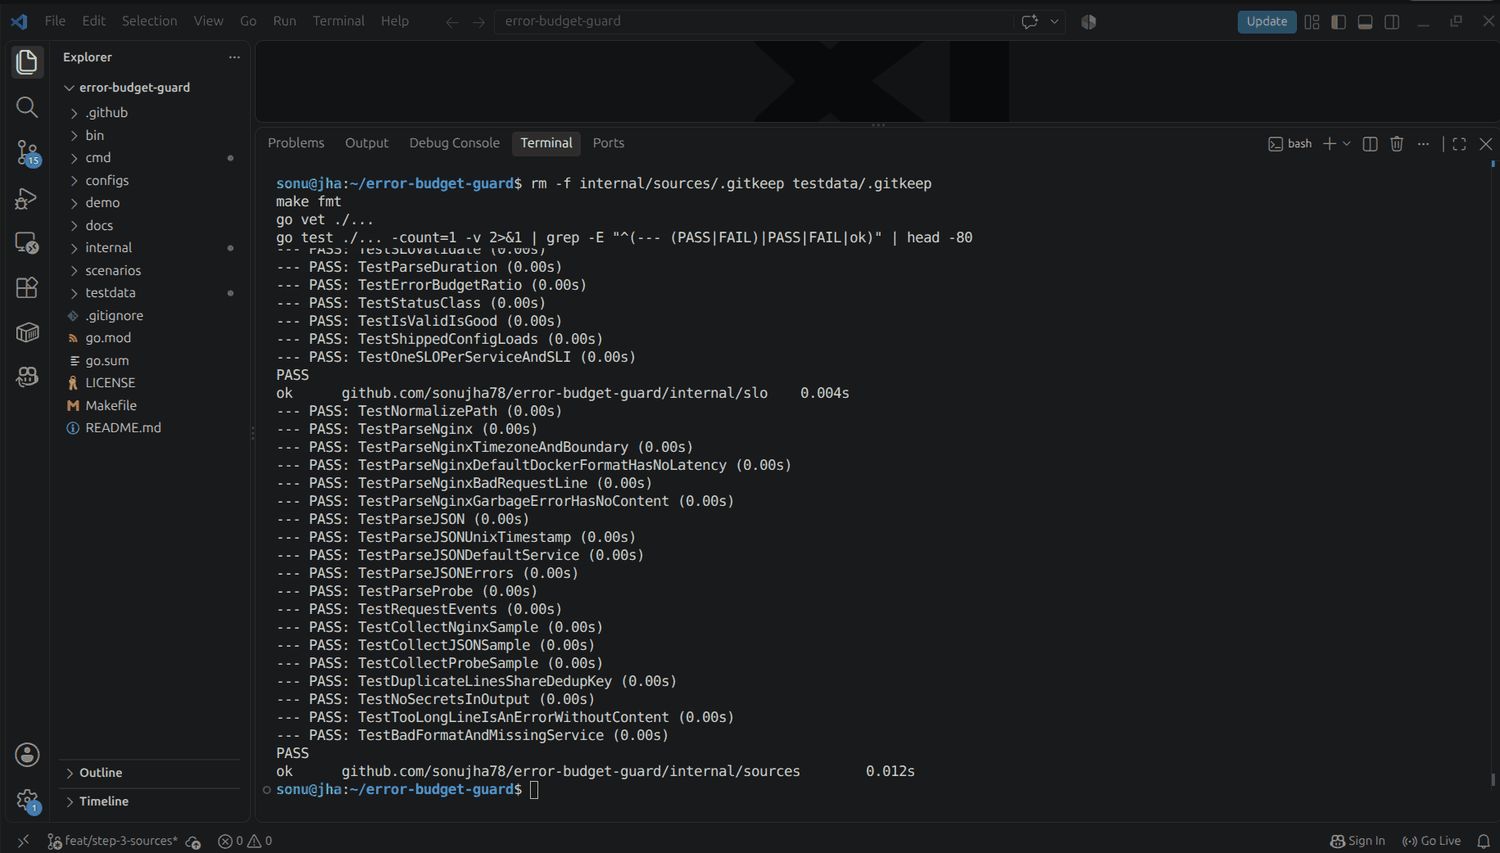 File Edit Selection View Go Run Terminal Help
error-budget-guard
Update
Explorer
error-budget-guard
.github
bin
cmd
configs
demo
docs
internal
scenarios
testdata
.gitignore
go.mod
go.sum
LICENSE
Makefile
README.md
Outline
Timeline
15
1
Problems Output Debug Console Terminal Ports
bash
sonu@jha:~/error-budget-guard$ rm -f internal/sources/.gitkeep testdata/.gitkeep
make fmt
go vet ./...
go test ./... -count=1 -v 2>&1 | grep -E "^(--- (PASS|FAIL)|PASS|FAIL|ok)" | head -80
--- PASS: TestSLOValidate (0.00s)
--- PASS: TestParseDuration (0.00s)
--- PASS: TestErrorBudgetRatio (0.00s)
--- PASS: TestStatusClass (0.00s)
--- PASS: TestIsValidIsGood (0.00s)
--- PASS: TestShippedConfigLoads (0.00s)
--- PASS: TestOneSLOPerServiceAndSLI (0.00s)
PASS
ok github.com/sonujha78/error-budget-guard/internal/slo 0.004s
--- PASS: TestNormalizePath (0.00s)
--- PASS: TestParseNginx (0.00s)
--- PASS: TestParseNginxTimezoneAndBoundary (0.00s)
--- PASS: TestParseNginxDefaultDockerFormatHasNoLatency (0.00s)
--- PASS: TestParseNginxBadRequestLine (0.00s)
--- PASS: TestParseNginxGarbageErrorHasNoContent (0.00s)
--- PASS: TestParseJSON (0.00s)
--- PASS: TestParseJSONUnixTimestamp (0.00s)
--- PASS: TestParseJSONDefaultService (0.00s)
--- PASS: TestParseJSONErrors (0.00s)
--- PASS: TestParseProbe (0.00s)
--- PASS: TestRequestEvents (0.00s)
--- PASS: TestCollectNginxSample (0.00s)
--- PASS: TestCollectJSONSample (0.00s)
--- PASS: TestCollectProbeSample (0.00s)
--- PASS: TestDuplicateLinesShareDedupKey (0.00s)
--- PASS: TestNoSecretsInOutput (0.00s)
--- PASS: TestTooLongLineIsAnErrorWithoutContent (0.00s)
--- PASS: TestBadFormatAndMissingService (0.00s)
PASS
ok github.com/sonujha78/error-budget-guard/internal/sources 0.012s
sonu@jha:~/error-budget-guard$
feat/step-3-sources* 0 0 Sign In Go Live